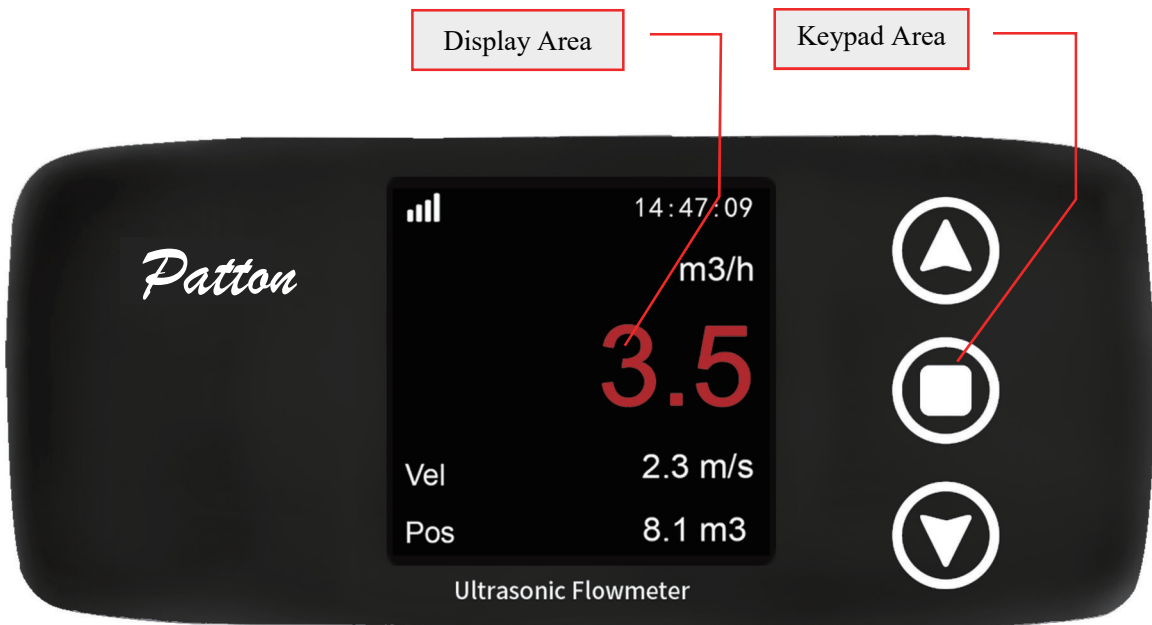 Display Area
Keypad Area
14:47:09
m3/h
Patton
3.5
Vel 2.3 m/s
Pos 8.1 m3
Ultrasonic Flowmeter